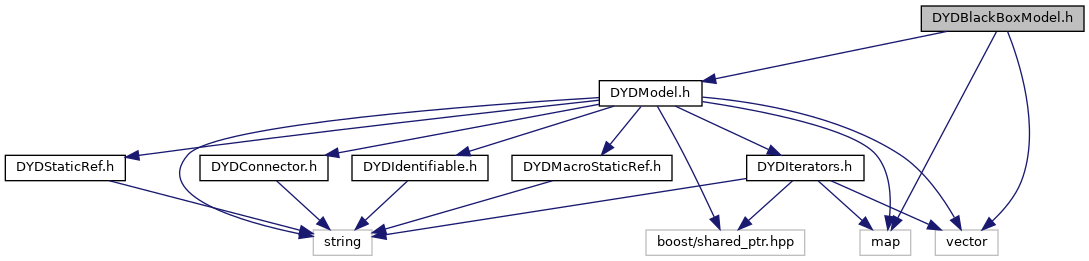 DYDBlackBoxModel.h
DYDModel.h
DYDStaticRef.h
DYDConnector.h
DYDIdentifiable.h
DYDMacroStaticRef.h
DYDIterators.h
string
boost/shared_ptr.hpp
map
vector